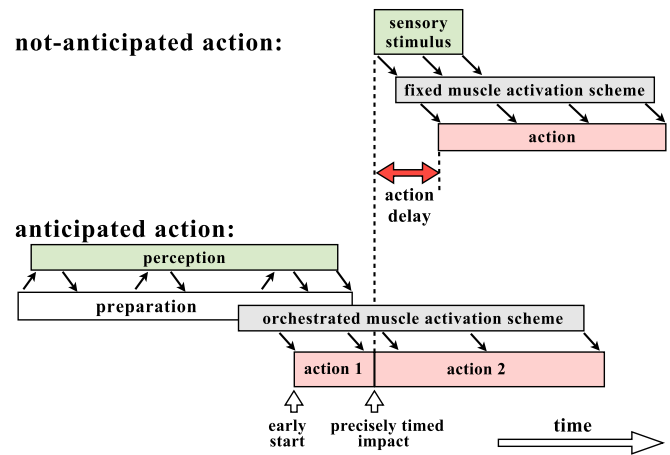 not-anticipated action:
sensory
stimulus
fixed muscle activation scheme
action
action
delay
anticipated action:
perception
preparation
orchestrated muscle activation scheme
action 1
action 2
early
start
precisely timed
impact
time